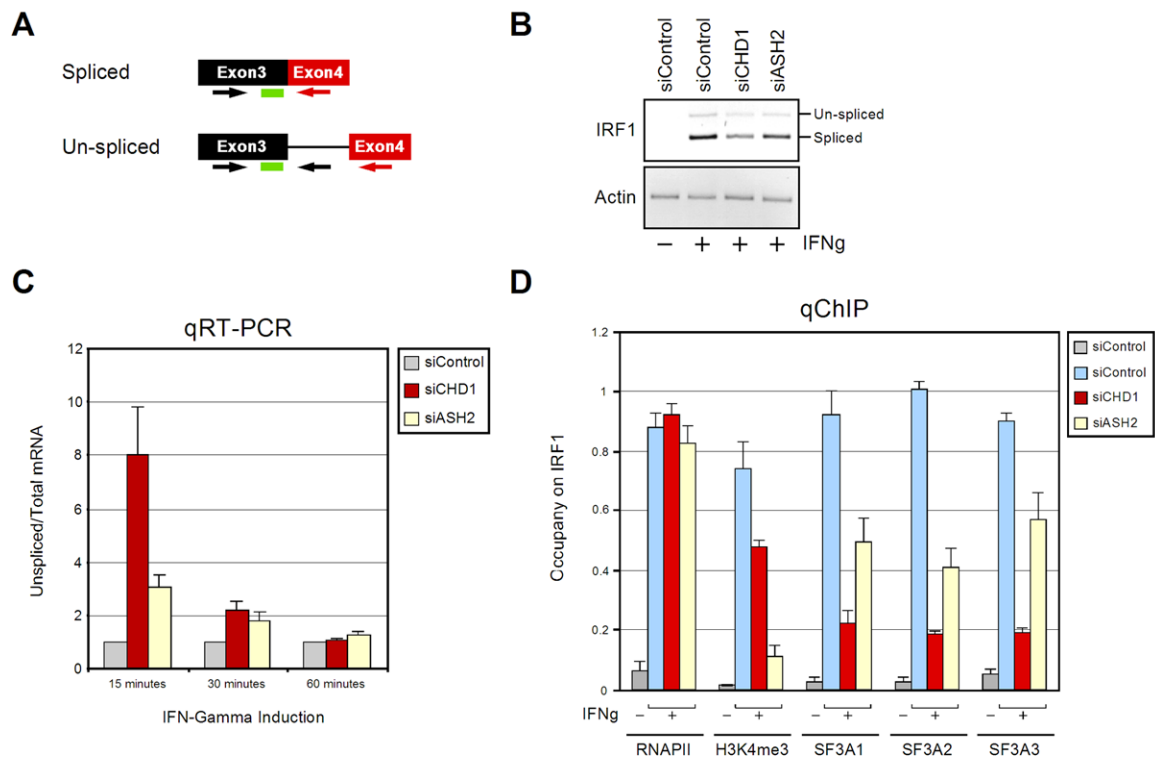 A
Spliced
Exon3 Exon4
Un-spliced
Exon3 Exon4
B
siControl siControl siCHD1 siASH2
IRF1
Un-spliced
Spliced
Actin
− + + + IFNg
C
qRT-PCR
Unspliced/Total mRNA
12
10
8
6
4
2
0
15 minutes 30 minutes 60 minutes
IFN-Gamma Induction
siControl
siCHD1
siASH2
D
qChIP
Cccupany on IRF1
1.2
1
0.8
0.6
0.4
0.2
0
siControl
siControl
siCHD1
siASH2
IFNg − + − + − + − + − +
RNAPII H3K4me3 SF3A1 SF3A2 SF3A3